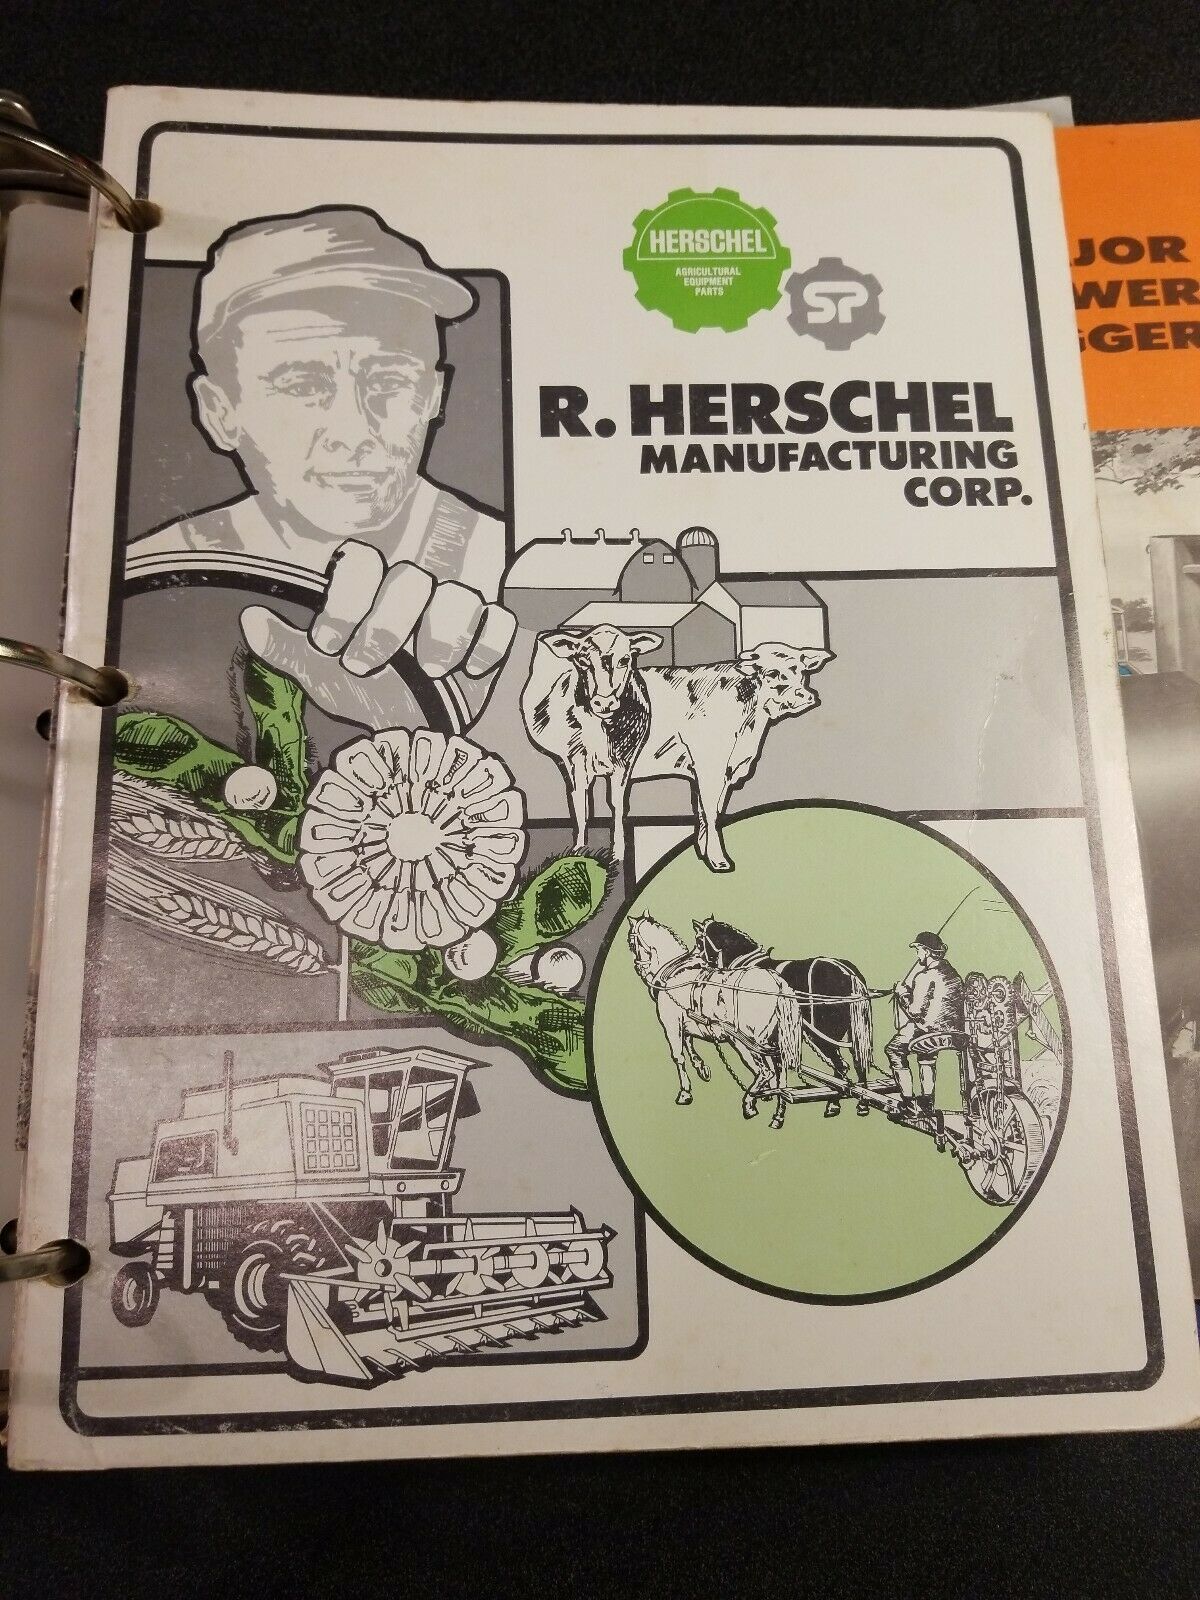 HERSCHEL
AGRICULTURAL
EQUIPMENT
PARTS
SP
R. HERSCHEL
MANUFACTURING
CORP.
JOR
WER
GGER